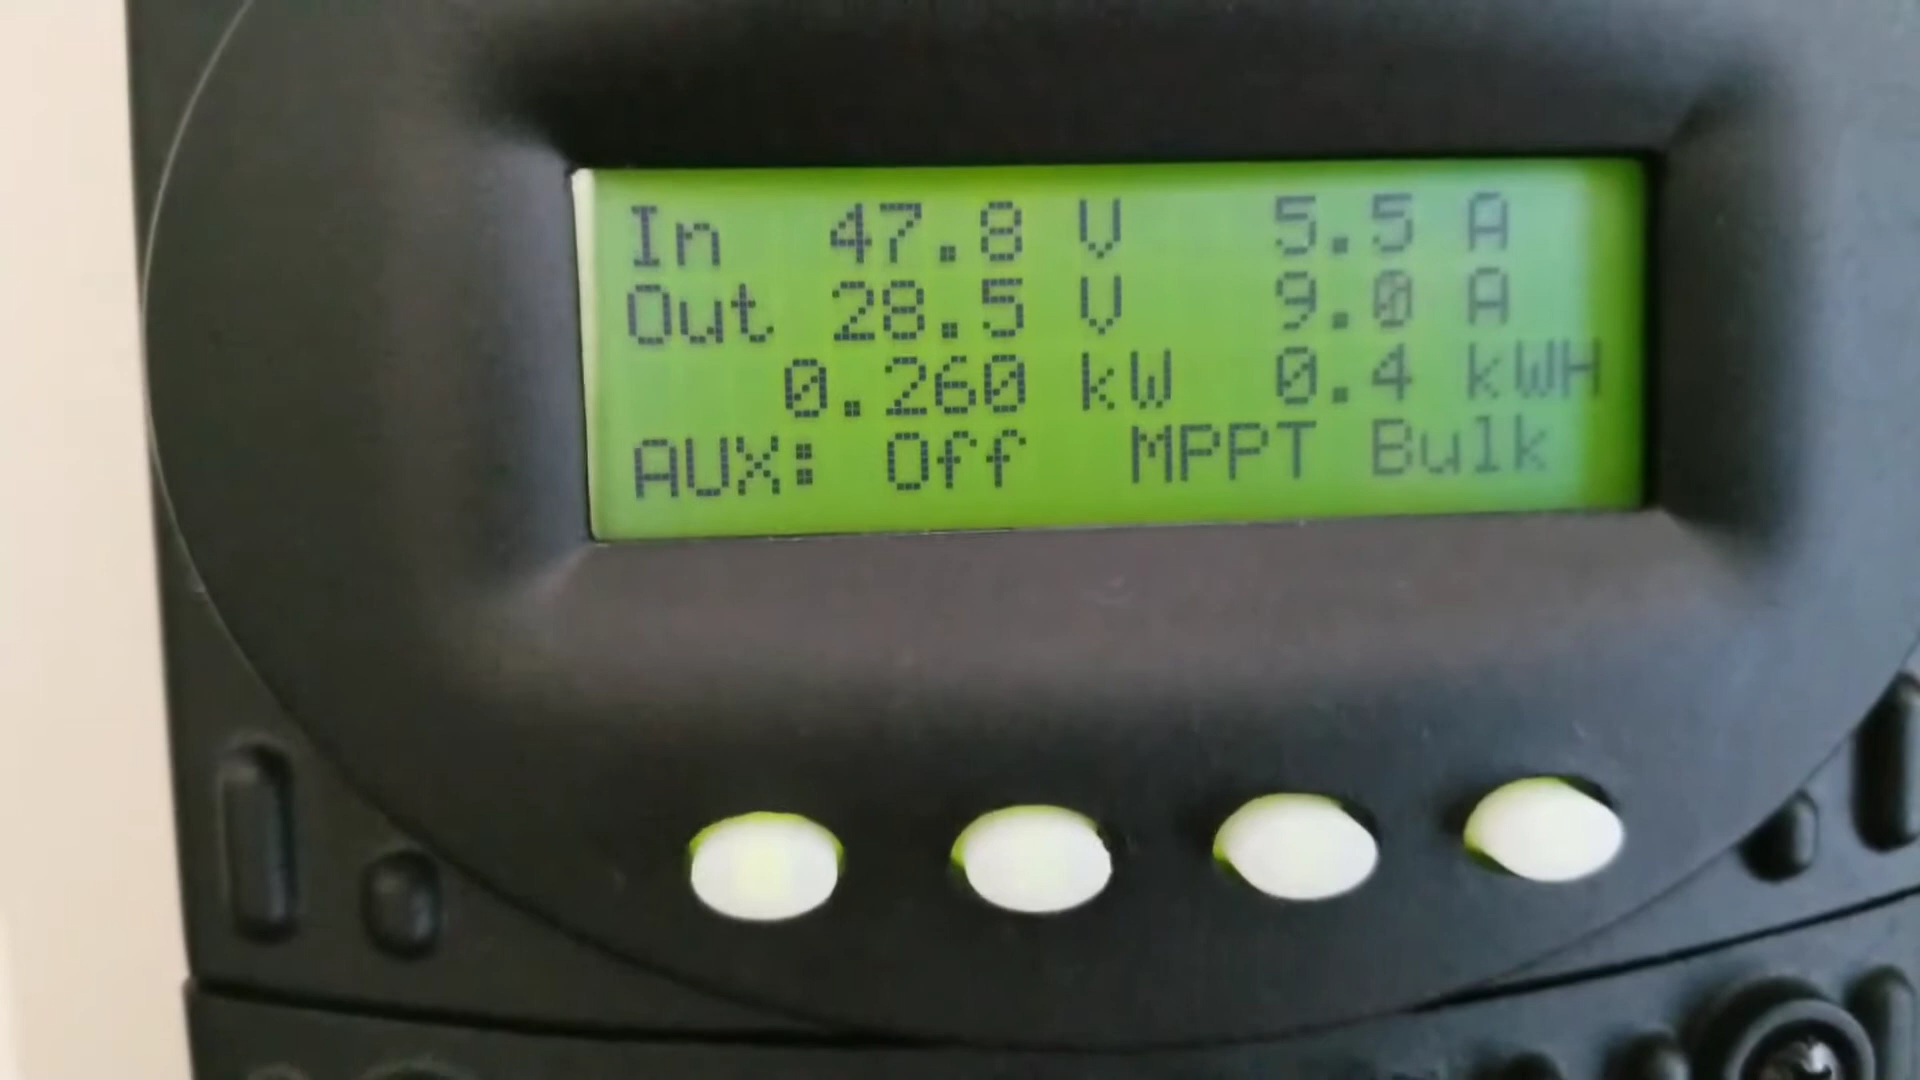 In 47.8 V 5.5 A
Out 28.5 V 9.0 A
0.260 kW 0.4 kWH
AUX: Off MPPT Bulk